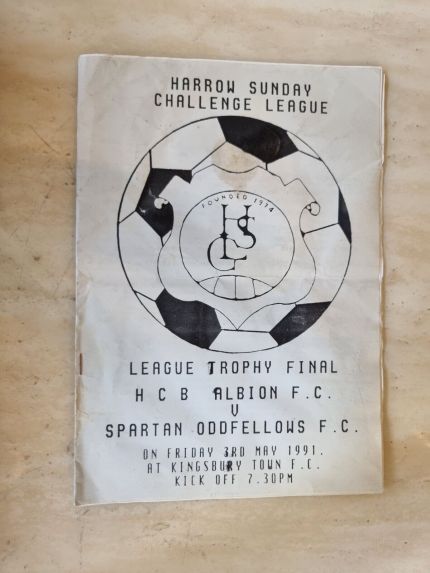 HARROW SUNDAY
CHALLENGE LEAGUE
FOUNDED 1974
H S C L
LEAGUE TROPHY FINAL
H C B ALBION F.C.
V
SPARTAN ODDFELLOWS F.C.
ON FRIDAY 3RD MAY 1991.
AT KINGSBURY TOWN F.C.
KICK OFF 7.30PM